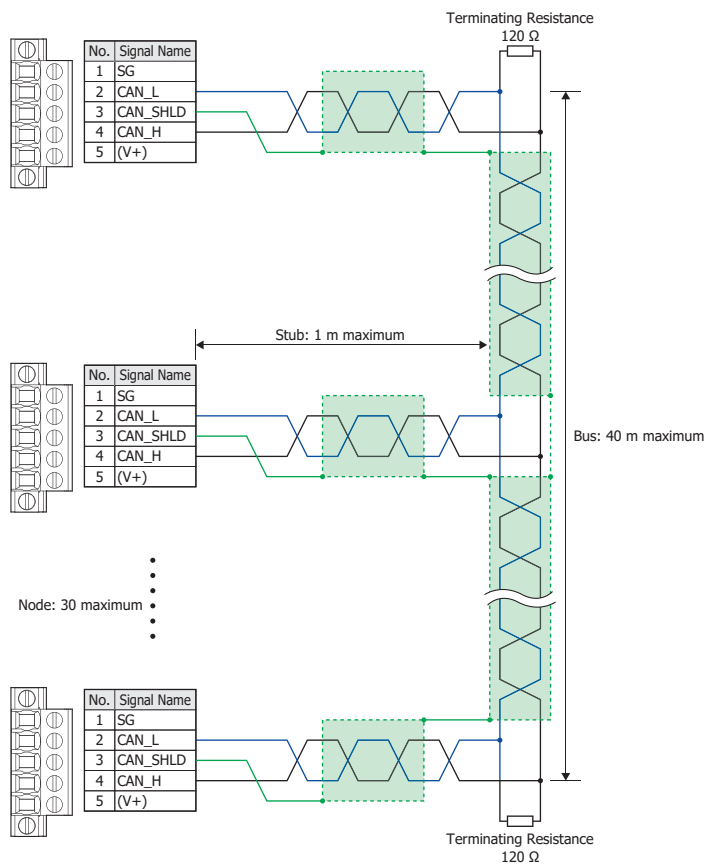 Terminating Resistance
120 Ω
No. Signal Name
1 SG
2 CAN_L
3 CAN_SHLD
4 CAN_H
5 (V+)
Stub: 1 m maximum
No. Signal Name
1 SG
2 CAN_L
3 CAN_SHLD
4 CAN_H
5 (V+)
Bus: 40 m maximum
Node: 30 maximum
No. Signal Name
1 SG
2 CAN_L
3 CAN_SHLD
4 CAN_H
5 (V+)
Terminating Resistance
120 Ω